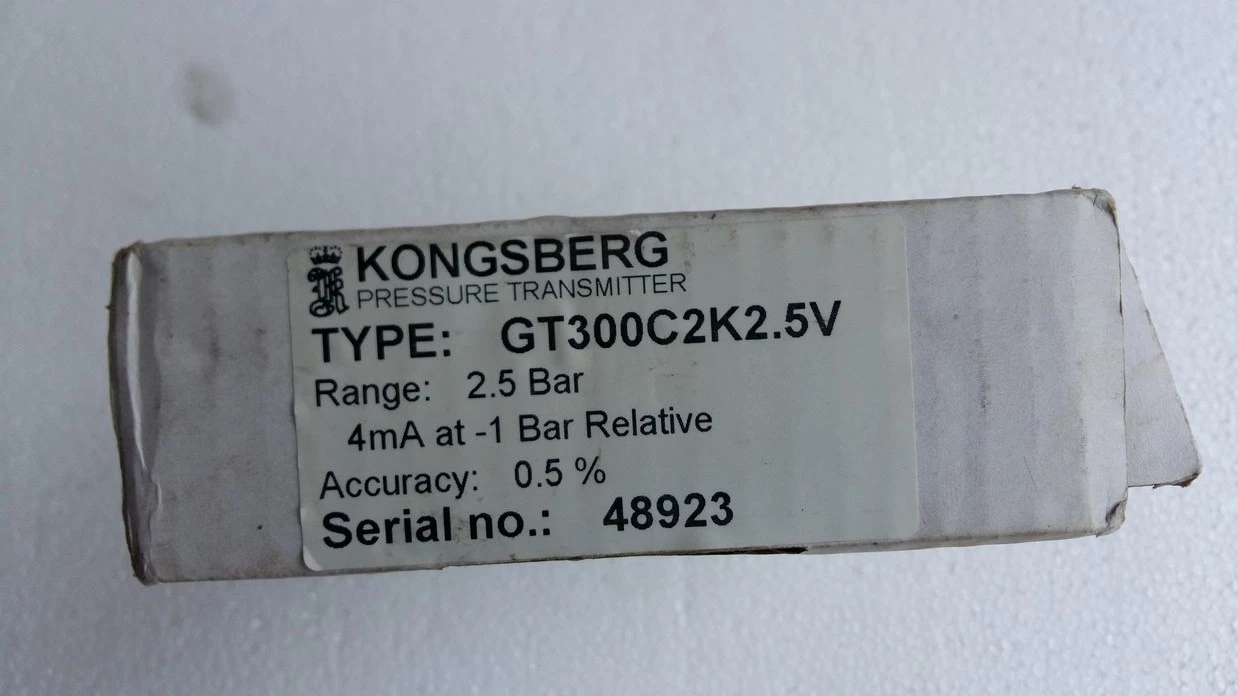 KONGSBERG
PRESSURE TRANSMITTER
TYPE: GT300C2K2.5V
Range: 2.5 Bar
4mA at -1 Bar Relative
Accuracy: 0.5 %
Serial no.: 48923